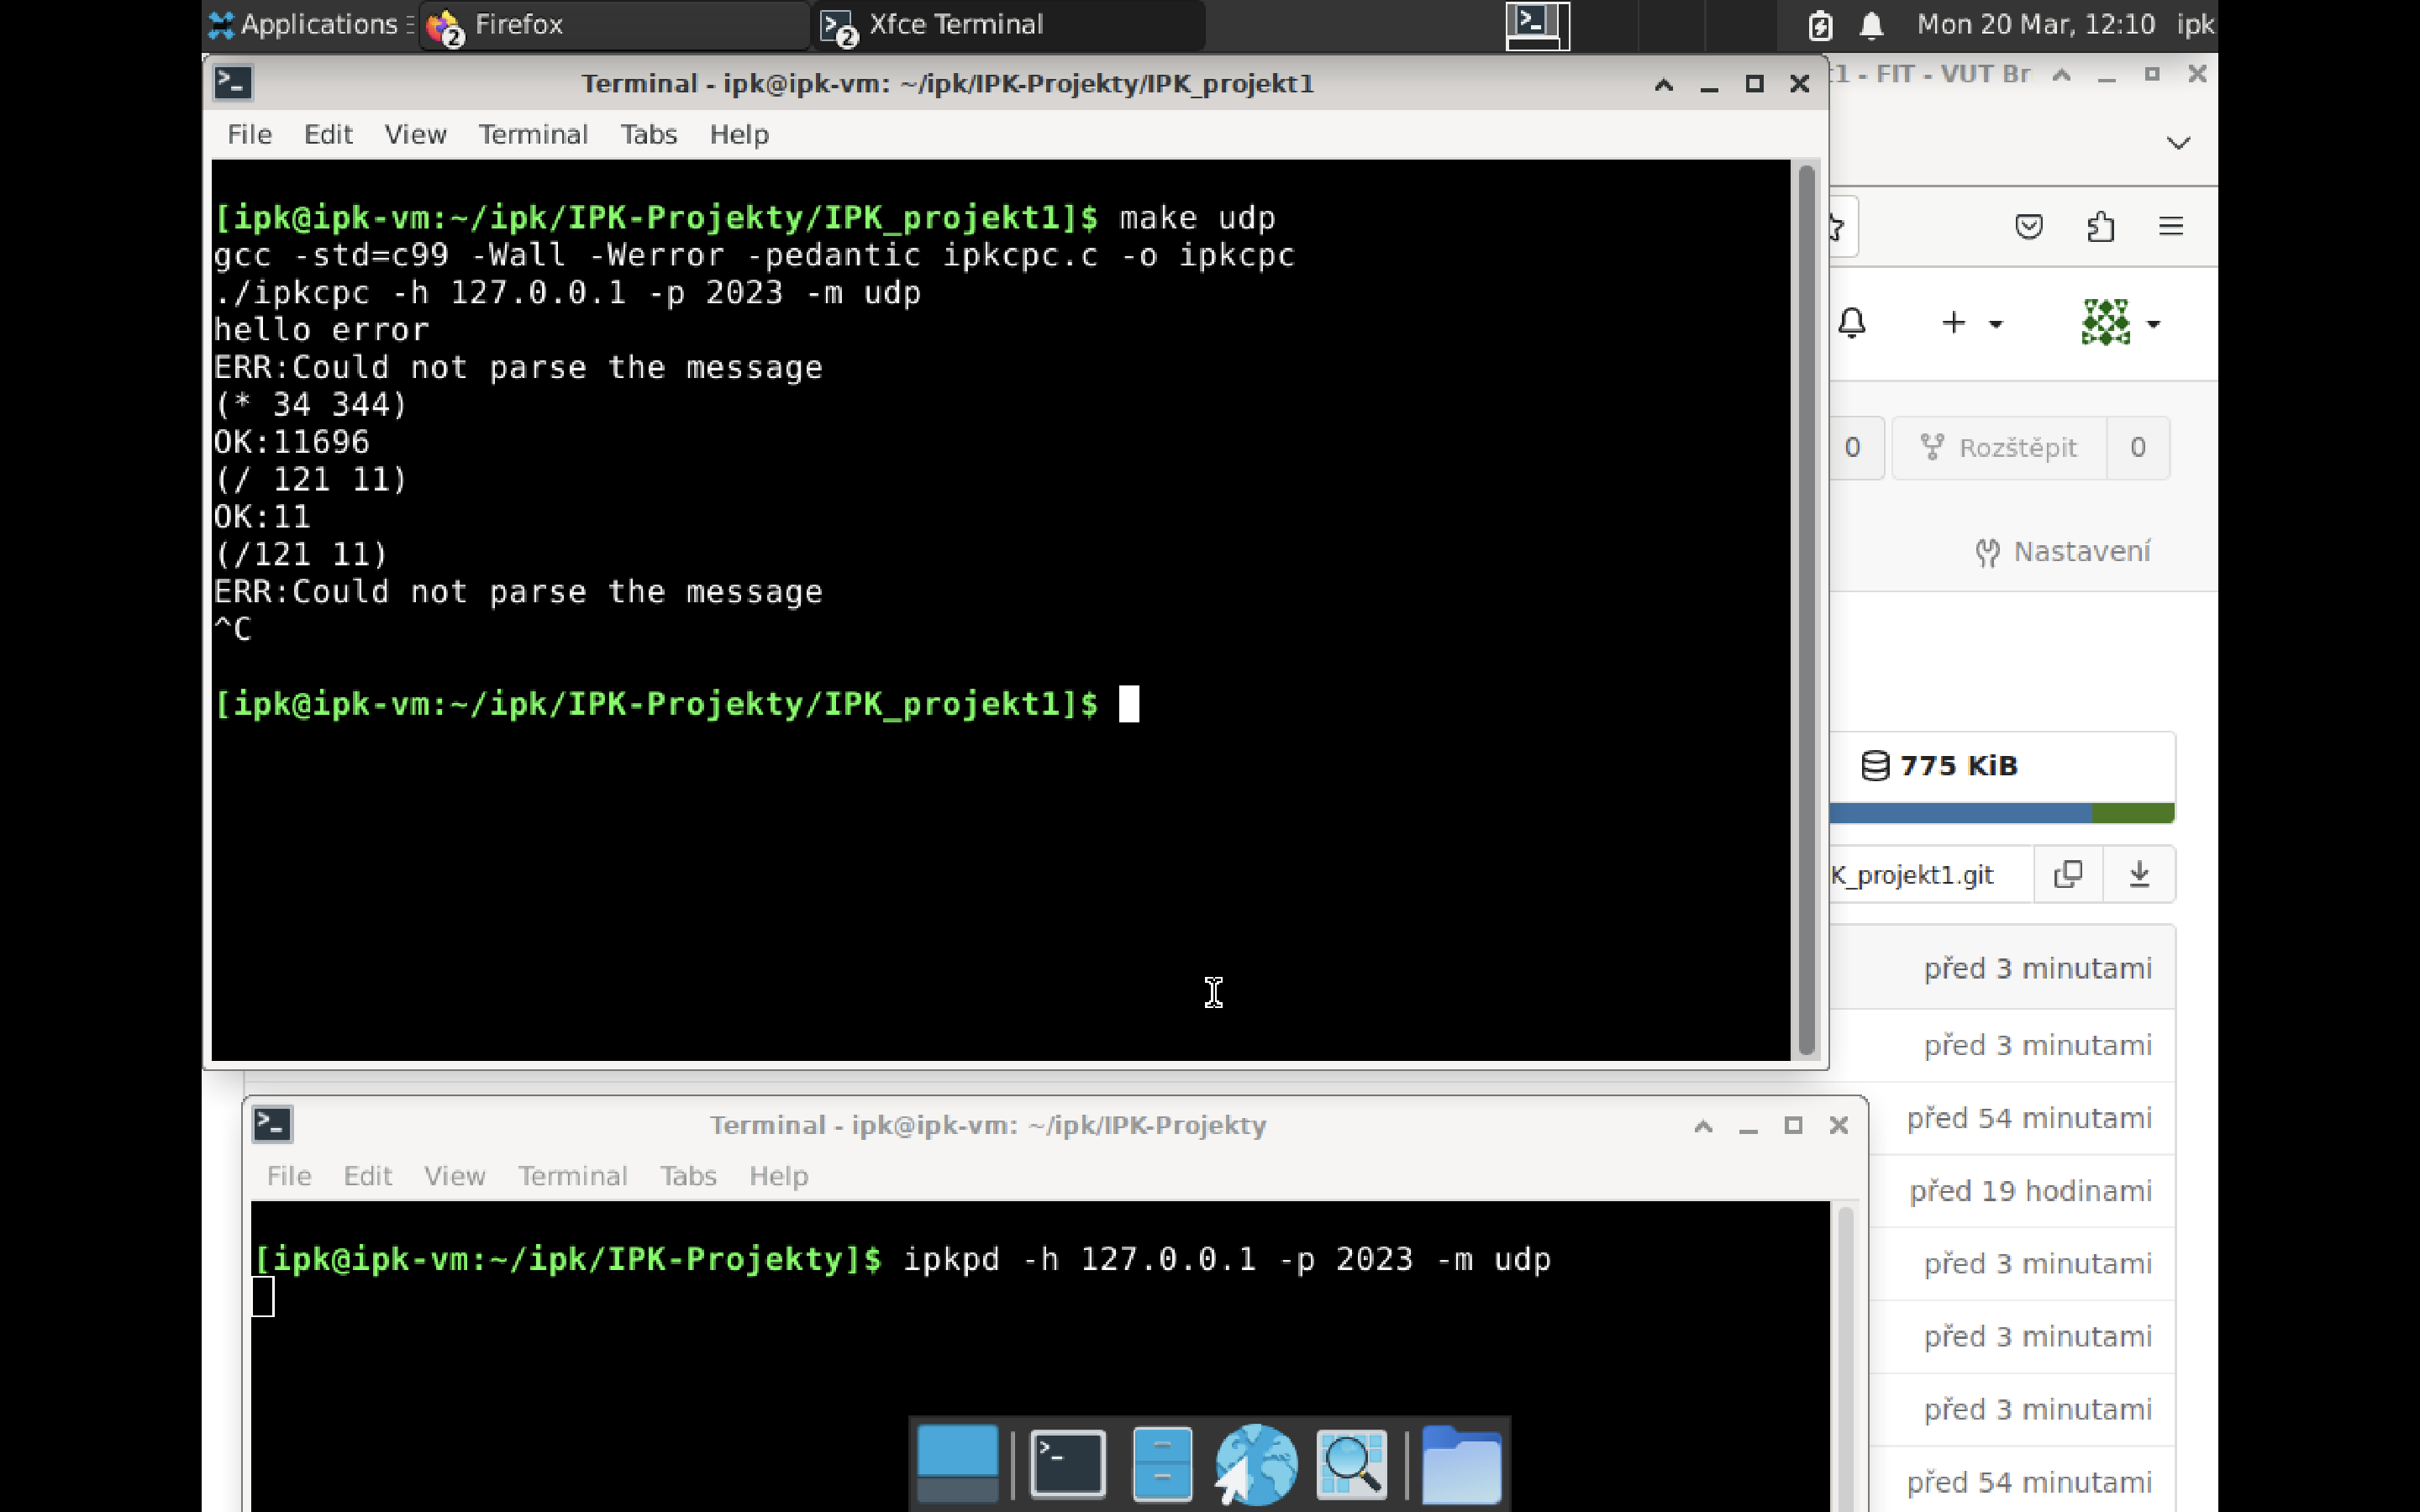 Applications
Firefox
2
Xfce Terminal
2
Mon 20 Mar, 12:10
ipk
Terminal - ipk@ipk-vm: ~/ipk/IPK-Projekty/IPK_projekt1
File Edit View Terminal Tabs Help
[ipk@ipk-vm:~/ipk/IPK-Projekty/IPK_projekt1]$ make udp
gcc -std=c99 -Wall -Werror -pedantic ipkcpc.c -o ipkcpc
./ipkcpc -h 127.0.0.1 -p 2023 -m udp
hello error
ERR:Could not parse the message
(* 34 344)
OK:11696
(/ 121 11)
OK:11
(/121 11)
ERR:Could not parse the message
^C
[ipk@ipk-vm:~/ipk/IPK-Projekty/IPK_projekt1]$
1 - FIT - VUT Br
0
Rozštěpit
0
Nastavení
775 KiB
K_projekt1.git
před 3 minutami
před 3 minutami
před 54 minutami
před 19 hodinami
před 3 minutami
před 3 minutami
před 3 minutami
před 54 minutami
Terminal - ipk@ipk-vm: ~/ipk/IPK-Projekty
File Edit View Terminal Tabs Help
[ipk@ipk-vm:~/ipk/IPK-Projekty]$ ipkpd -h 127.0.0.1 -p 2023 -m udp